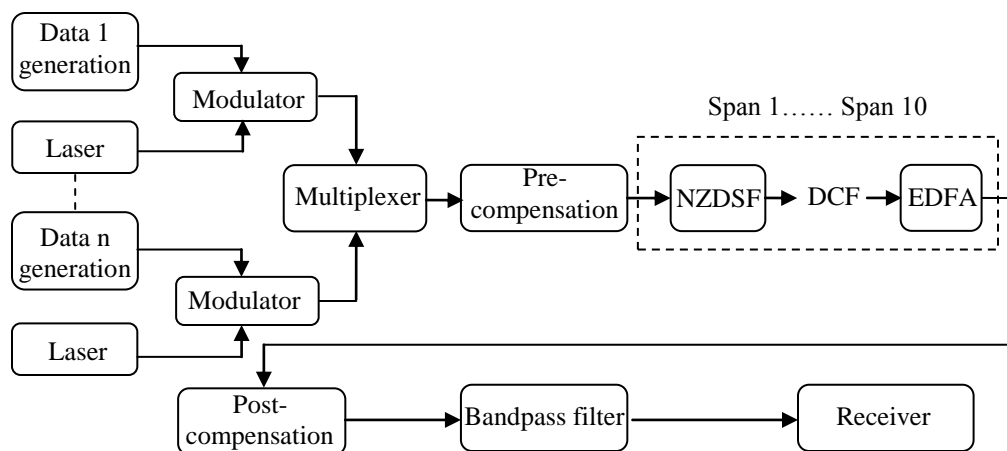 Data 1
generation
Modulator
Laser
Data n
generation
Modulator
Laser
Multiplexer
Pre-
compensation
Span 1…… Span 10
NZDSF
DCF
EDFA
Post-
compensation
Bandpass filter
Receiver